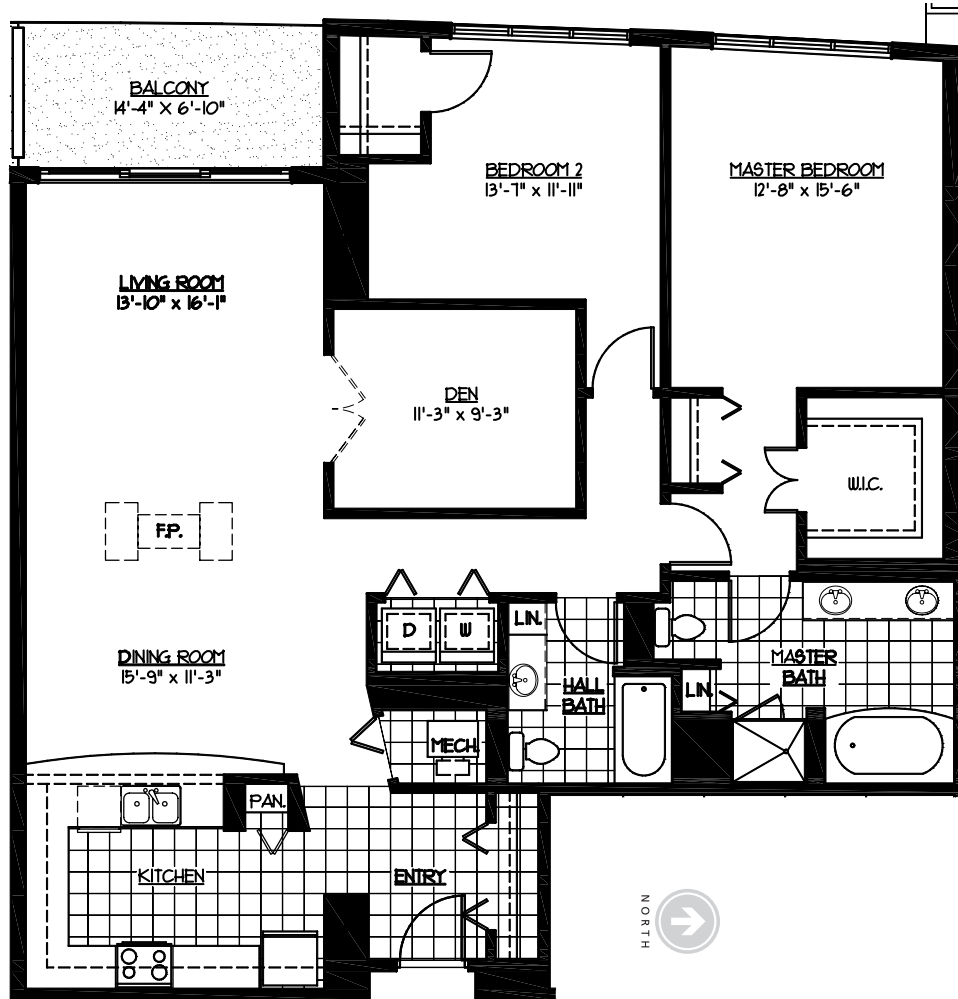 BALCONY
14'-4" X 6'-10"
BEDROOM 2
13'-7" x 11'-11"
MASTER BEDROOM
12'-8" x 15'-6"
LIVING ROOM
13'-10" x 16'-1"
DEN
11'-3" x 9'-3"
W.I.C.
F.P.
D
W
LIN.
DINING ROOM
15'-9" x 11'-3"
HALL
BATH
MASTER
BATH
LIN.
MECH.
PAN.
KITCHEN
ENTRY
NORTH